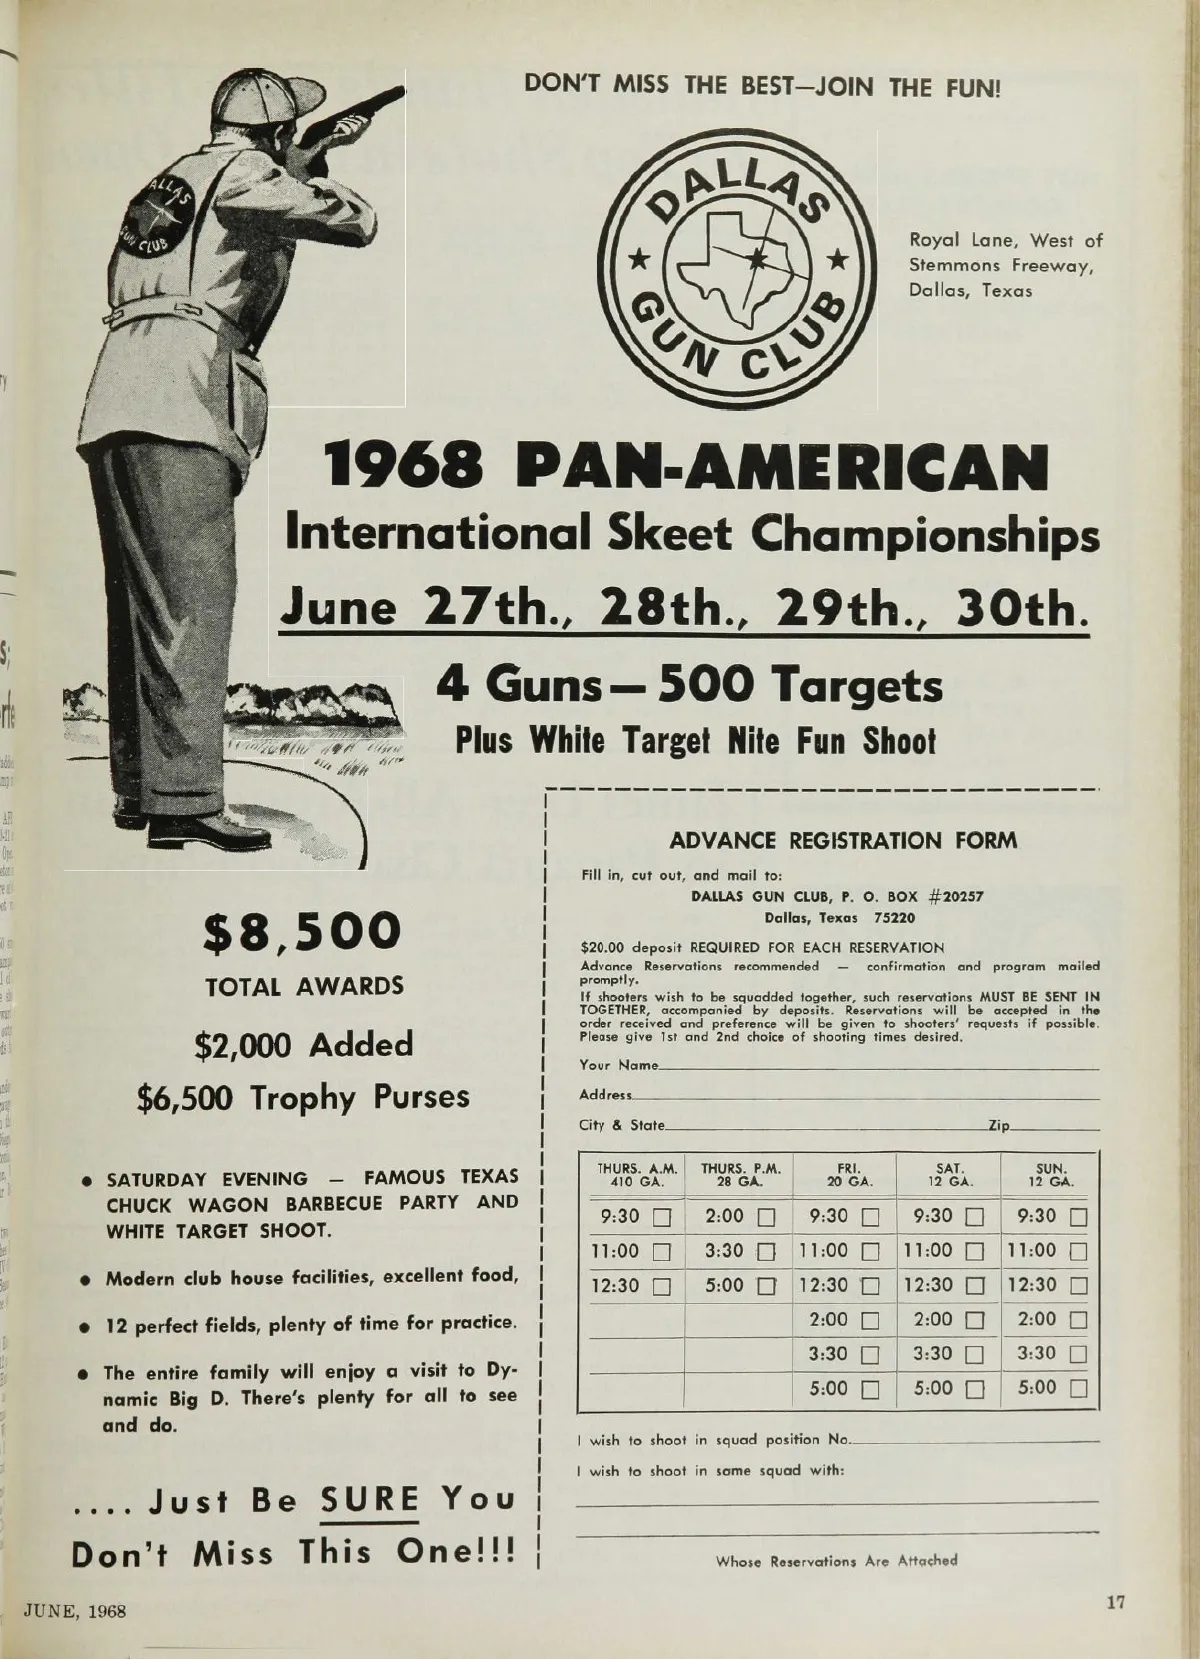 DON'T MISS THE BEST—JOIN THE FUN!
DALLAS
GUN CLUB
DALLAS
GUN CLUB
Royal Lane, West of
Stemmons Freeway,
Dallas, Texas
1968 PAN-AMERICAN
International Skeet Championships
June 27th., 28th., 29th., 30th.
4 Guns — 500 Targets
Plus White Target Nite Fun Shoot
$8,500
TOTAL AWARDS
$2,000 Added
$6,500 Trophy Purses
• SATURDAY EVENING — FAMOUS TEXAS
CHUCK WAGON BARBECUE PARTY AND
WHITE TARGET SHOOT.
• Modern club house facilities, excellent food,
• 12 perfect fields, plenty of time for practice.
• The entire family will enjoy a visit to Dy-
namic Big D. There's plenty for all to see
and do.
.... Just Be SURE You
Don't Miss This One!!!
ADVANCE REGISTRATION FORM
Fill in, cut out, and mail to:
DALLAS GUN CLUB, P. O. BOX #20257
Dallas, Texas 75220
$20.00 deposit REQUIRED FOR EACH RESERVATION
Advance Reservations recommended — confirmation and program mailed
promptly.
If shooters wish to be squadded together, such reservations MUST BE SENT IN
TOGETHER, accompanied by deposits. Reservations will be accepted in the
order received and preference will be given to shooters' requests if possible.
Please give 1st and 2nd choice of shooting times desired.
Your Name
Address
City & State Zip
THURS. A.M. THURS. P.M. FRI. SAT. SUN.
410 GA. 28 GA. 20 GA. 12 GA. 12 GA.
9:30 ☐ 2:00 ☐ 9:30 ☐ 9:30 ☐ 9:30 ☐
11:00 ☐ 3:30 ☐ 11:00 ☐ 11:00 ☐ 11:00 ☐
12:30 ☐ 5:00 ☐ 12:30 ☐ 12:30 ☐ 12:30 ☐
2:00 ☐ 2:00 ☐ 2:00 ☐
3:30 ☐ 3:30 ☐ 3:30 ☐
5:00 ☐ 5:00 ☐ 5:00 ☐
I wish to shoot in squad position No.
I wish to shoot in same squad with:
Whose Reservations Are Attached
JUNE, 1968
17